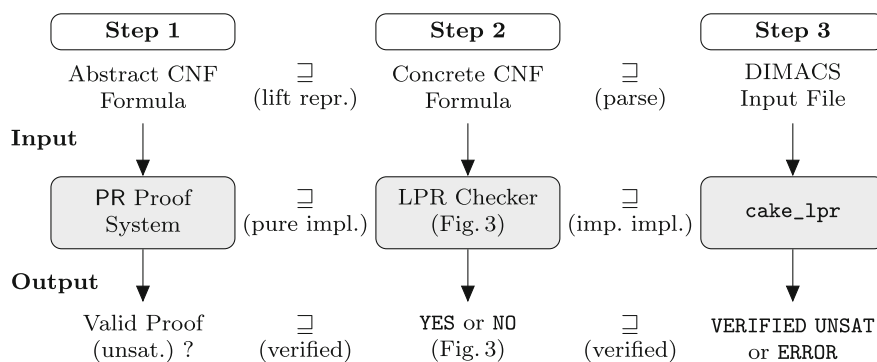 Step 1 Step 2 Step 3
Abstract CNF ⊒ Concrete CNF ⊒ DIMACS
Formula (lift repr.) Formula (parse) Input File
Input
PR Proof ⊒ LPR Checker ⊒ cake_lpr
System (pure impl.) (Fig. 3) (imp. impl.)
Output
Valid Proof ⊒ YES or NO ⊒ VERIFIED UNSAT
(unsat.) ? (verified) (Fig. 3) (verified) or ERROR